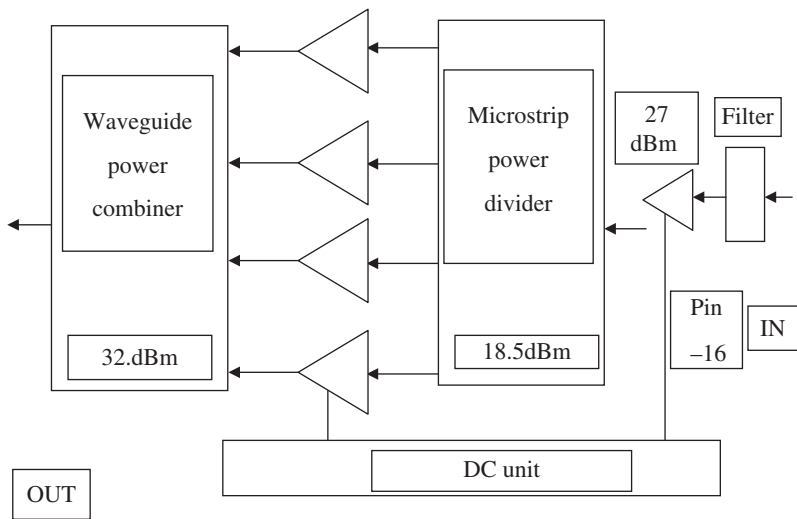 Waveguide
power
combiner
32.dBm
Microstrip
power
divider
18.5dBm
27
dBm
Filter
Pin
–16
IN
DC unit
OUT